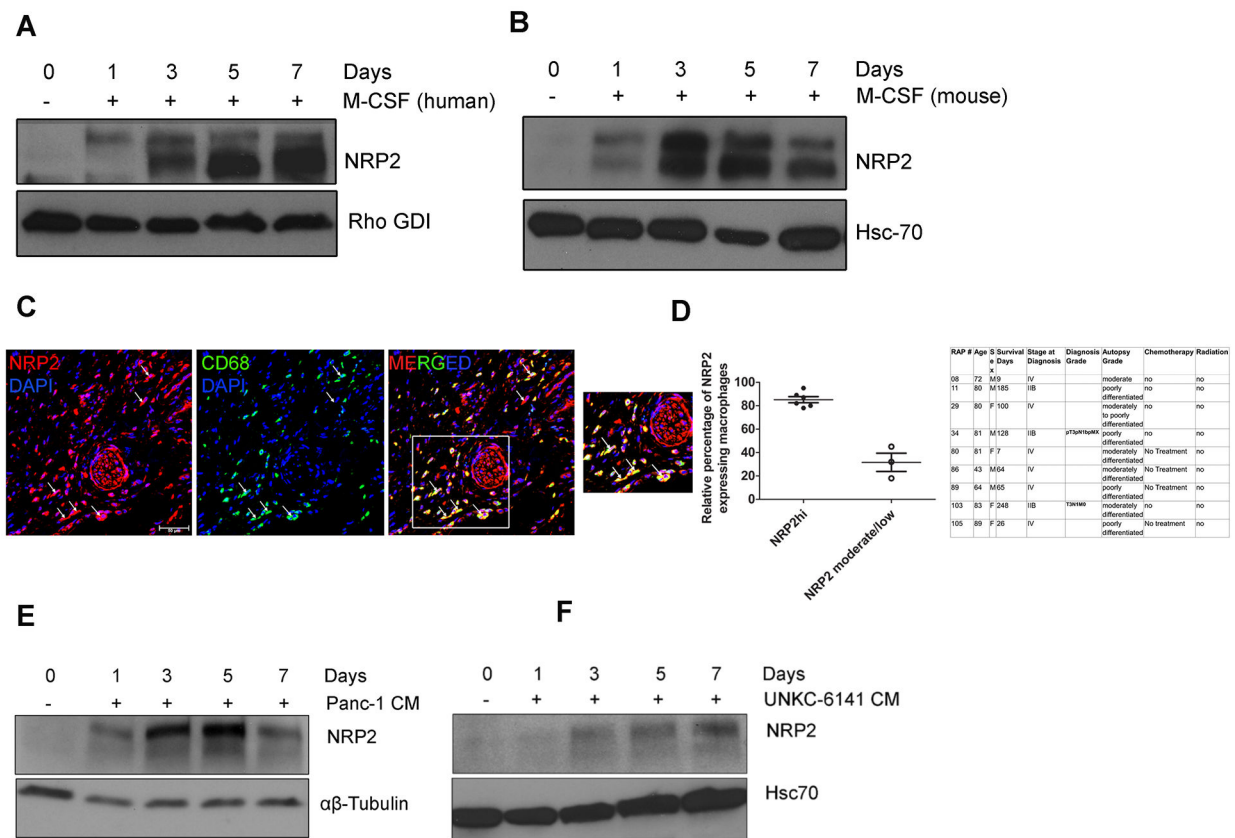 A
0 1 3 5 7 Days
- + + + + M-CSF (human)
NRP2
Rho GDI
B
0 1 3 5 7 Days
- + + + + M-CSF (mouse)
NRP2
Hsc-70
C
NRP2
DAPI
CD68
DAPI
MERGED
50 µm
D
Relative percentage of NRP2
expressing macrophages
100
80
60
40
20
0
NRP2hi
NRP2 moderate/low
RAP # Age Sex Survival Days Stage at Diagnosis Diagnosis Grade Autopsy Grade Chemotherapy Radiation
08 72 M 9 IV moderate no no
11 80 M 185 IIB poorly differentiated no no
29 80 F 100 IV moderately to poorly differentiated no no
34 81 M 128 IIB pT3pN1bpMX poorly differentiated no no
80 81 F 7 IV moderately differentiated No Treatment no
86 43 M 64 IV moderately differentiated No Treatment no
89 64 M 65 IV poorly differentiated No Treatment no
103 83 F 248 IIB T3N1M0 moderately differentiated no no
105 89 F 26 IV poorly differentiated No treatment no
E
0 1 3 5 7 Days
- + + + + Panc-1 CM
NRP2
αβ-Tubulin
F
0 1 3 5 7 Days
- + + + + UNKC-6141 CM
NRP2
Hsc70